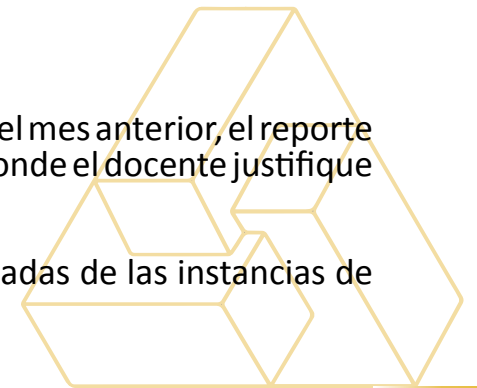 el mes anterior, el reporte
onde el docente justifique
adas de las instancias de